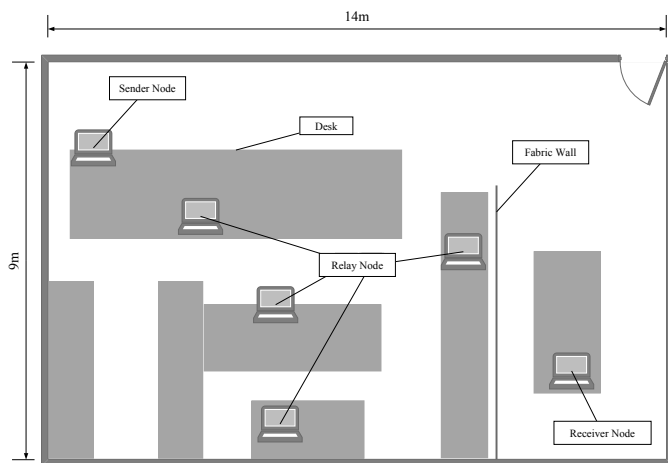 14m
Sender Node
Desk
Fabric Wall
9m
Relay Node
Receiver Node